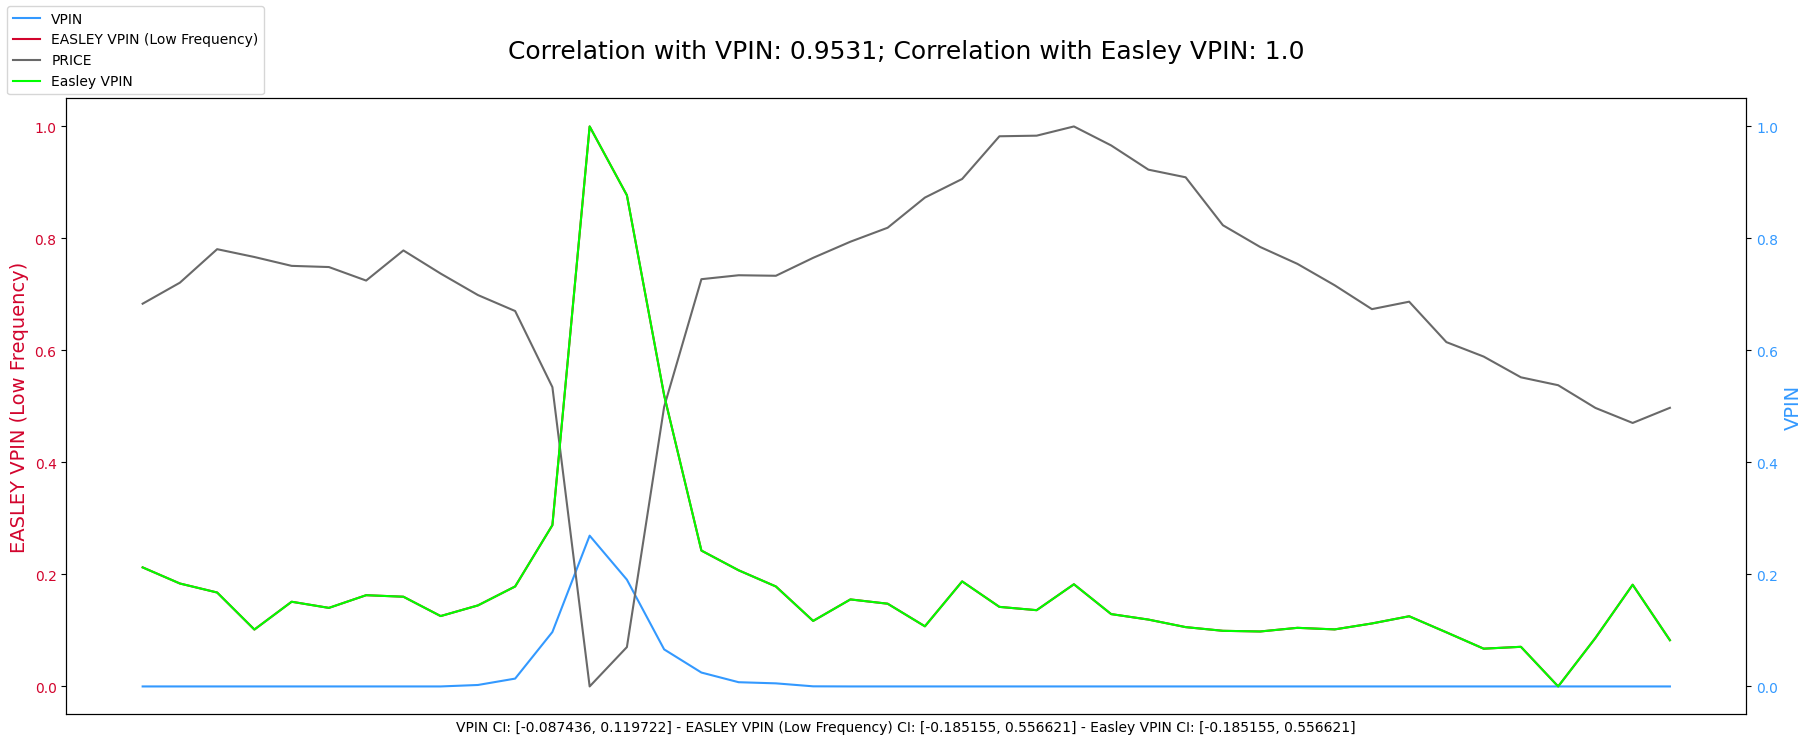 VPIN
EASLEY VPIN (Low Frequency)
PRICE
Easley VPIN
Correlation with VPIN: 0.9531; Correlation with Easley VPIN: 1.0
EASLEY VPIN (Low Frequency)
1.0
0.8
0.6
0.4
0.2
0.0
1.0
0.8
0.6
0.4
0.2
0.0
VPIN
VPIN CI: [-0.087436, 0.119722] - EASLEY VPIN (Low Frequency) CI: [-0.185155, 0.556621] - Easley VPIN CI: [-0.185155, 0.556621]